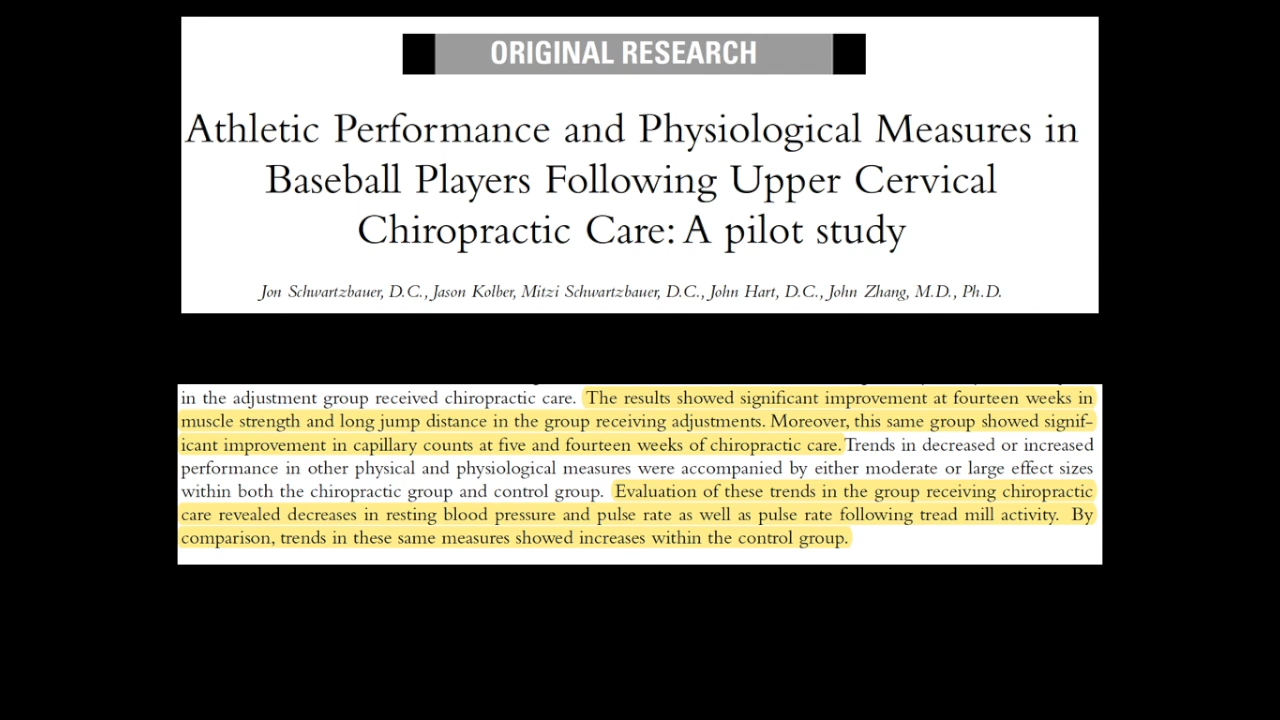 ORIGINAL RESEARCH
Athletic Performance and Physiological Measures in
Baseball Players Following Upper Cervical
Chiropractic Care: A pilot study
Jon Schwartzbauer, D.C., Jason Kolber, Mitzi Schwartzbauer, D.C., John Hart, D.C., John Zhang, M.D., Ph.D.
in the adjustment group received chiropractic care. The results showed significant improvement at fourteen weeks in
muscle strength and long jump distance in the group receiving adjustments. Moreover, this same group showed signif-
icant improvement in capillary counts at five and fourteen weeks of chiropractic care. Trends in decreased or increased
performance in other physical and physiological measures were accompanied by either moderate or large effect sizes
within both the chiropractic group and control group. Evaluation of these trends in the group receiving chiropractic
care revealed decreases in resting blood pressure and pulse rate as well as pulse rate following tread mill activity. By
comparison, trends in these same measures showed increases within the control group.